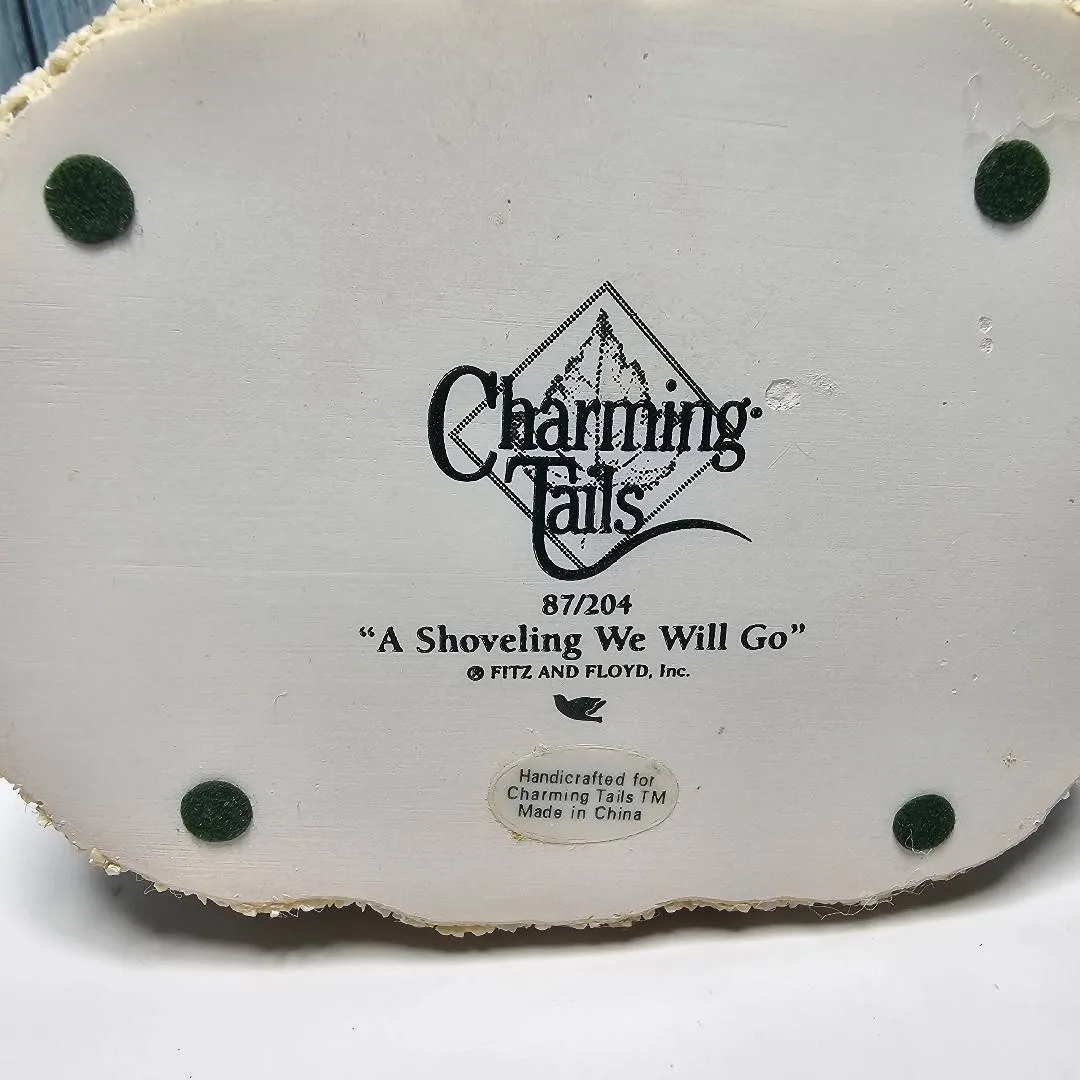 Charming
Tails
87/204
“A Shoveling We Will Go”
® FITZ AND FLOYD, Inc.
Handicrafted for
Charming Tails TM
Made in China